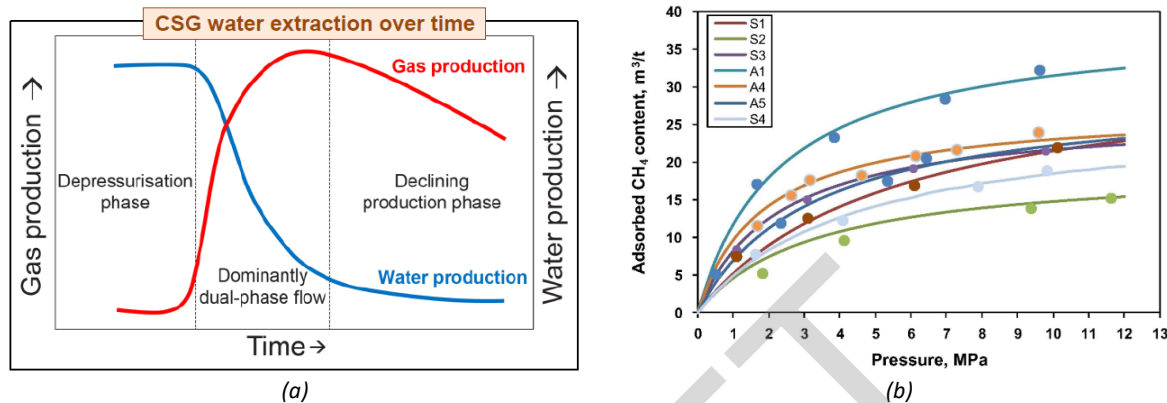 CSG water extraction over time
Gas production →
Gas production
Depressurisation
phase
Declining
production phase
Dominantly
dual-phase flow
Water production
Water production →
Time→
(a)
S1
S2
S3
A1
A4
A5
S4
Adsorbed CH₄ content, m³/t
40
35
30
25
20
15
10
5
0
0 1 2 3 4 5 6 7 8 9 10 11 12 13
Pressure, MPa
(b)